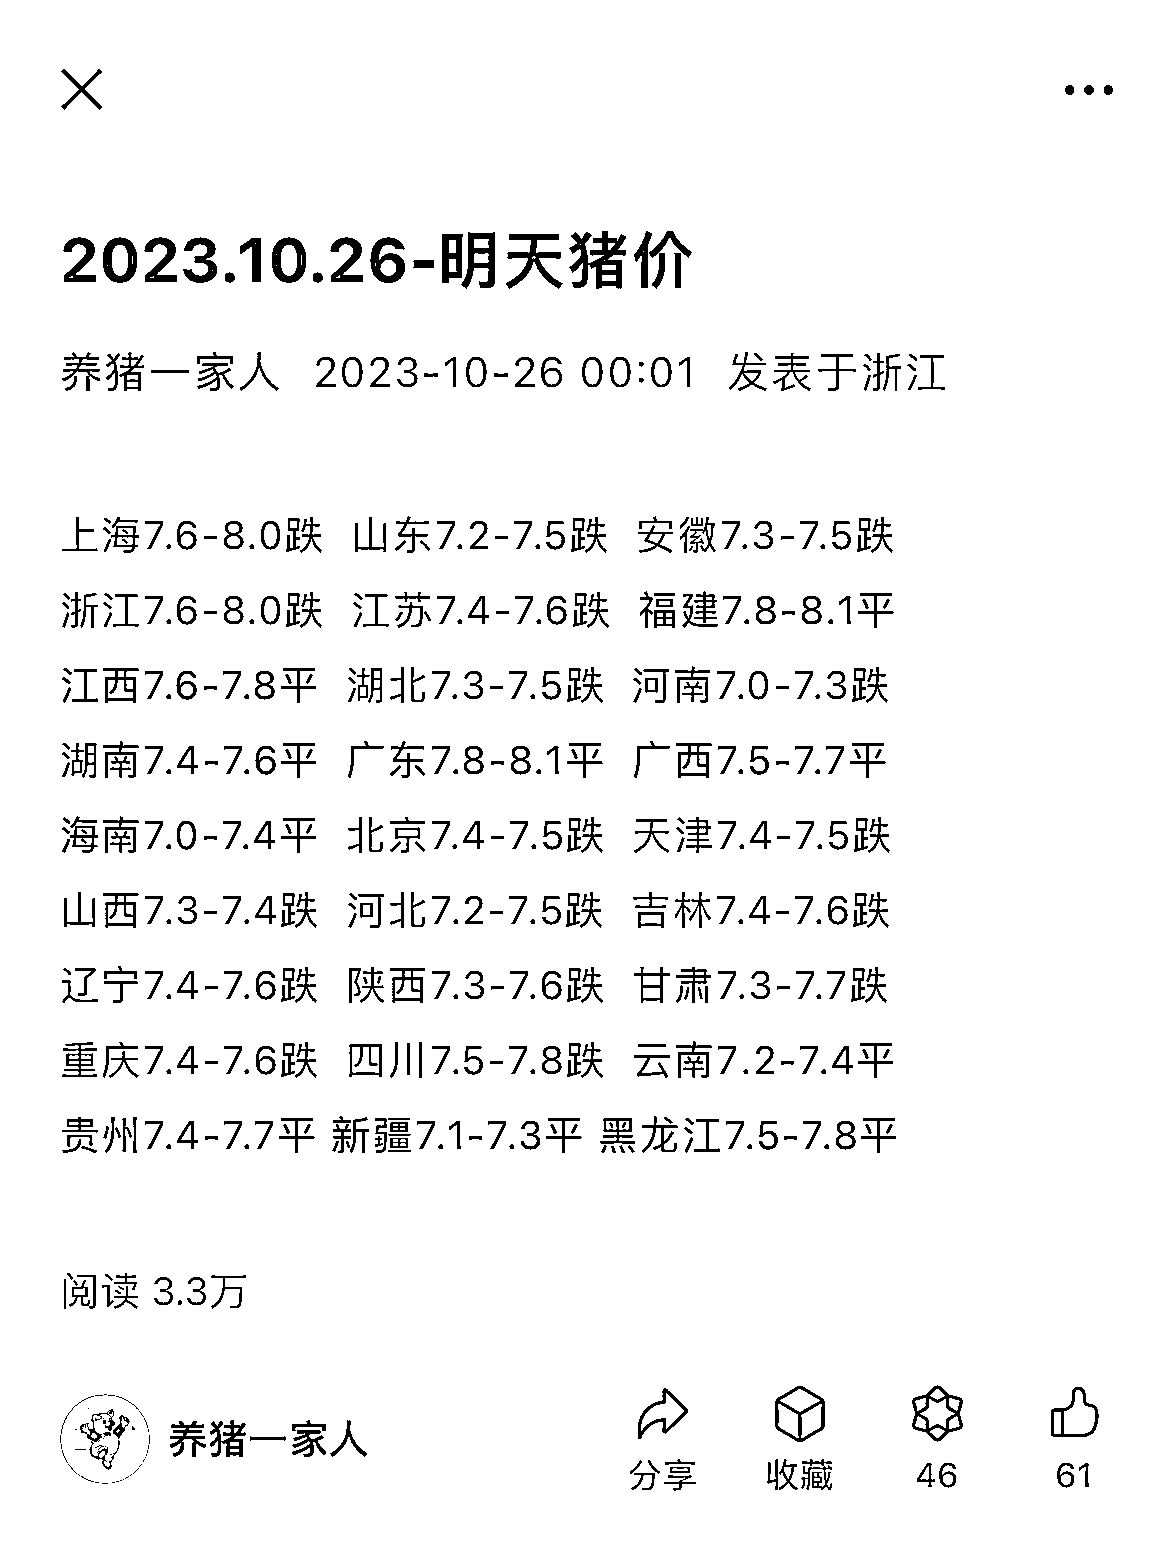 2023.10.26-明天猪价
养猪一家人 2023-10-26 00:01 发表于浙江
上海7.6-8.0跌 山东7.2-7.5跌 安徽7.3-7.5跌
浙江7.6-8.0跌 江苏7.4-7.6跌 福建7.8-8.1平
江西7.6-7.8平 湖北7.3-7.5跌 河南7.0-7.3跌
湖南7.4-7.6平 广东7.8-8.1平 广西7.5-7.7平
海南7.0-7.4平 北京7.4-7.5跌 天津7.4-7.5跌
山西7.3-7.4跌 河北7.2-7.5跌 吉林7.4-7.6跌
辽宁7.4-7.6跌 陕西7.3-7.6跌 甘肃7.3-7.7跌
重庆7.4-7.6跌 四川7.5-7.8跌 云南7.2-7.4平
贵州7.4-7.7平 新疆7.1-7.3平 黑龙江7.5-7.8平
阅读 3.3万
养猪一家人
分享 收藏 46 61